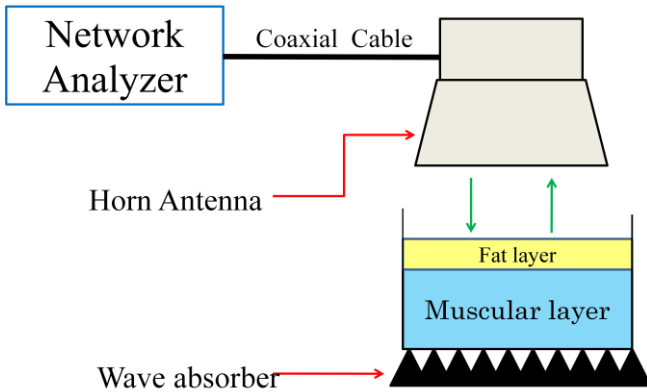 Network
Analyzer
Coaxial Cable
Horn Antenna
Fat layer
Muscular layer
Wave absorber